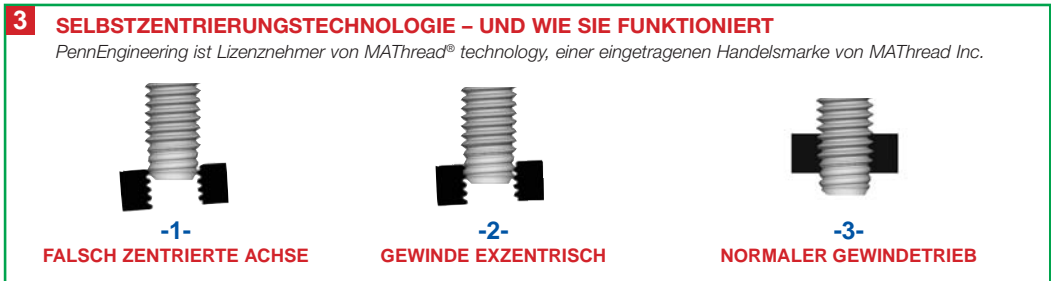 3
SELBSTZENTRIERUNGSTECHNOLOGIE – UND WIE SIE FUNKTIONIERT
PennEngineering ist Lizenznehmer von MAThread® technology, einer eingetragenen Handelsmarke von MAThread Inc.
-1-
FALSCH ZENTRIERTE ACHSE
-2-
GEWINDE EXZENTRISCH
-3-
NORMALER GEWINDETRIEB